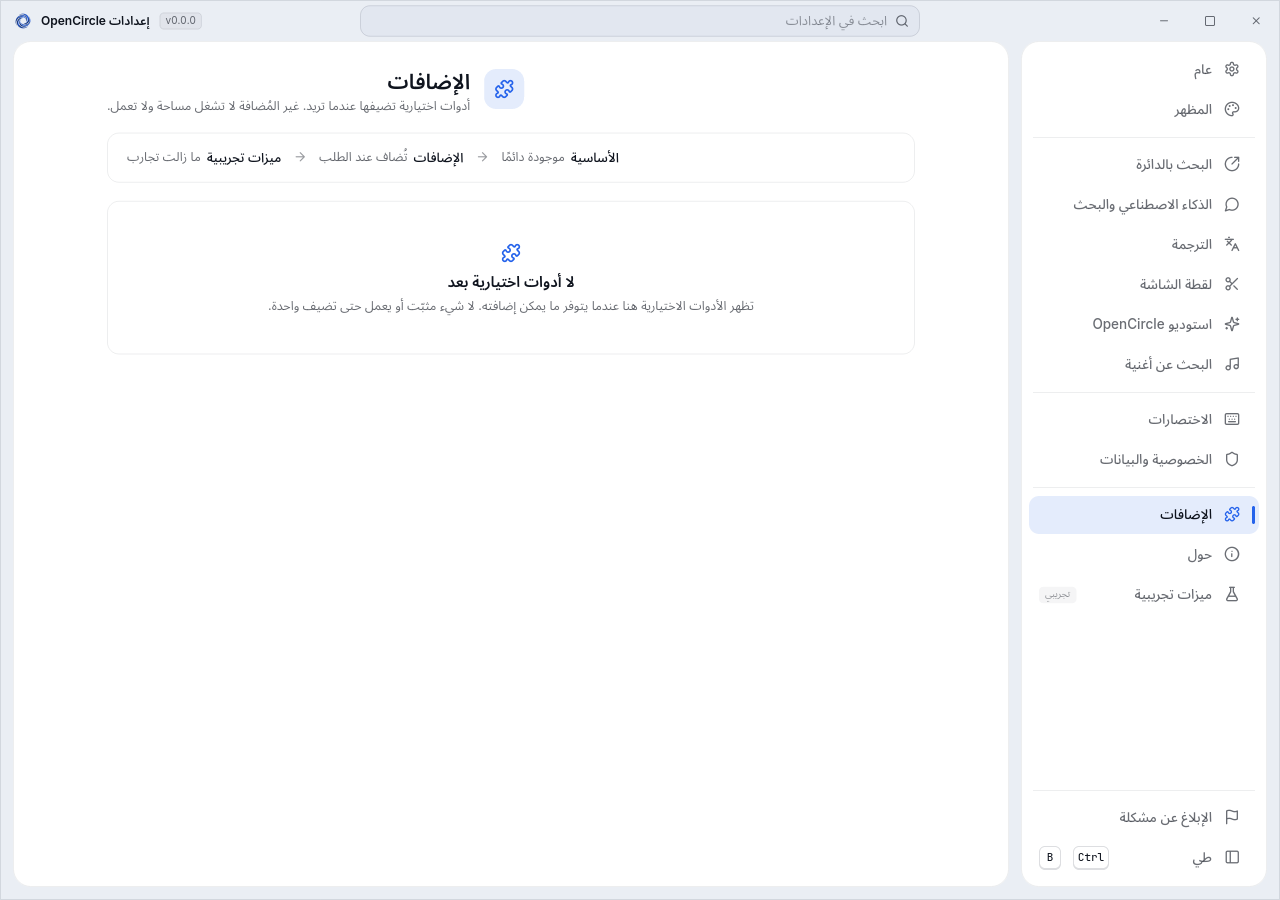 إعدادات OpenCircle v0.0.0
ابحث في الإعدادات
عام
المظهر
البحث بالدائرة
الذكاء الاصطناعي والبحث
الترجمة
لقطة الشاشة
استوديو OpenCircle
البحث عن أغنية
الاختصارات
الخصوصية والبيانات
الإضافات
حول
ميزات تجريبية تجريبي
الإبلاغ عن مشكلة
طي Ctrl B
الإضافات
أدوات اختيارية تضيفها عندما تريد. غير المُضافة لا تشغل مساحة ولا تعمل.
الأساسية موجودة دائمًا → الإضافات تُضاف عند الطلب → ميزات تجريبية ما زالت تجارب
لا أدوات اختيارية بعد
تظهر الأدوات الاختيارية هنا عندما يتوفر ما يمكن إضافته. لا شيء مثبّت أو يعمل حتى تضيف واحدة.